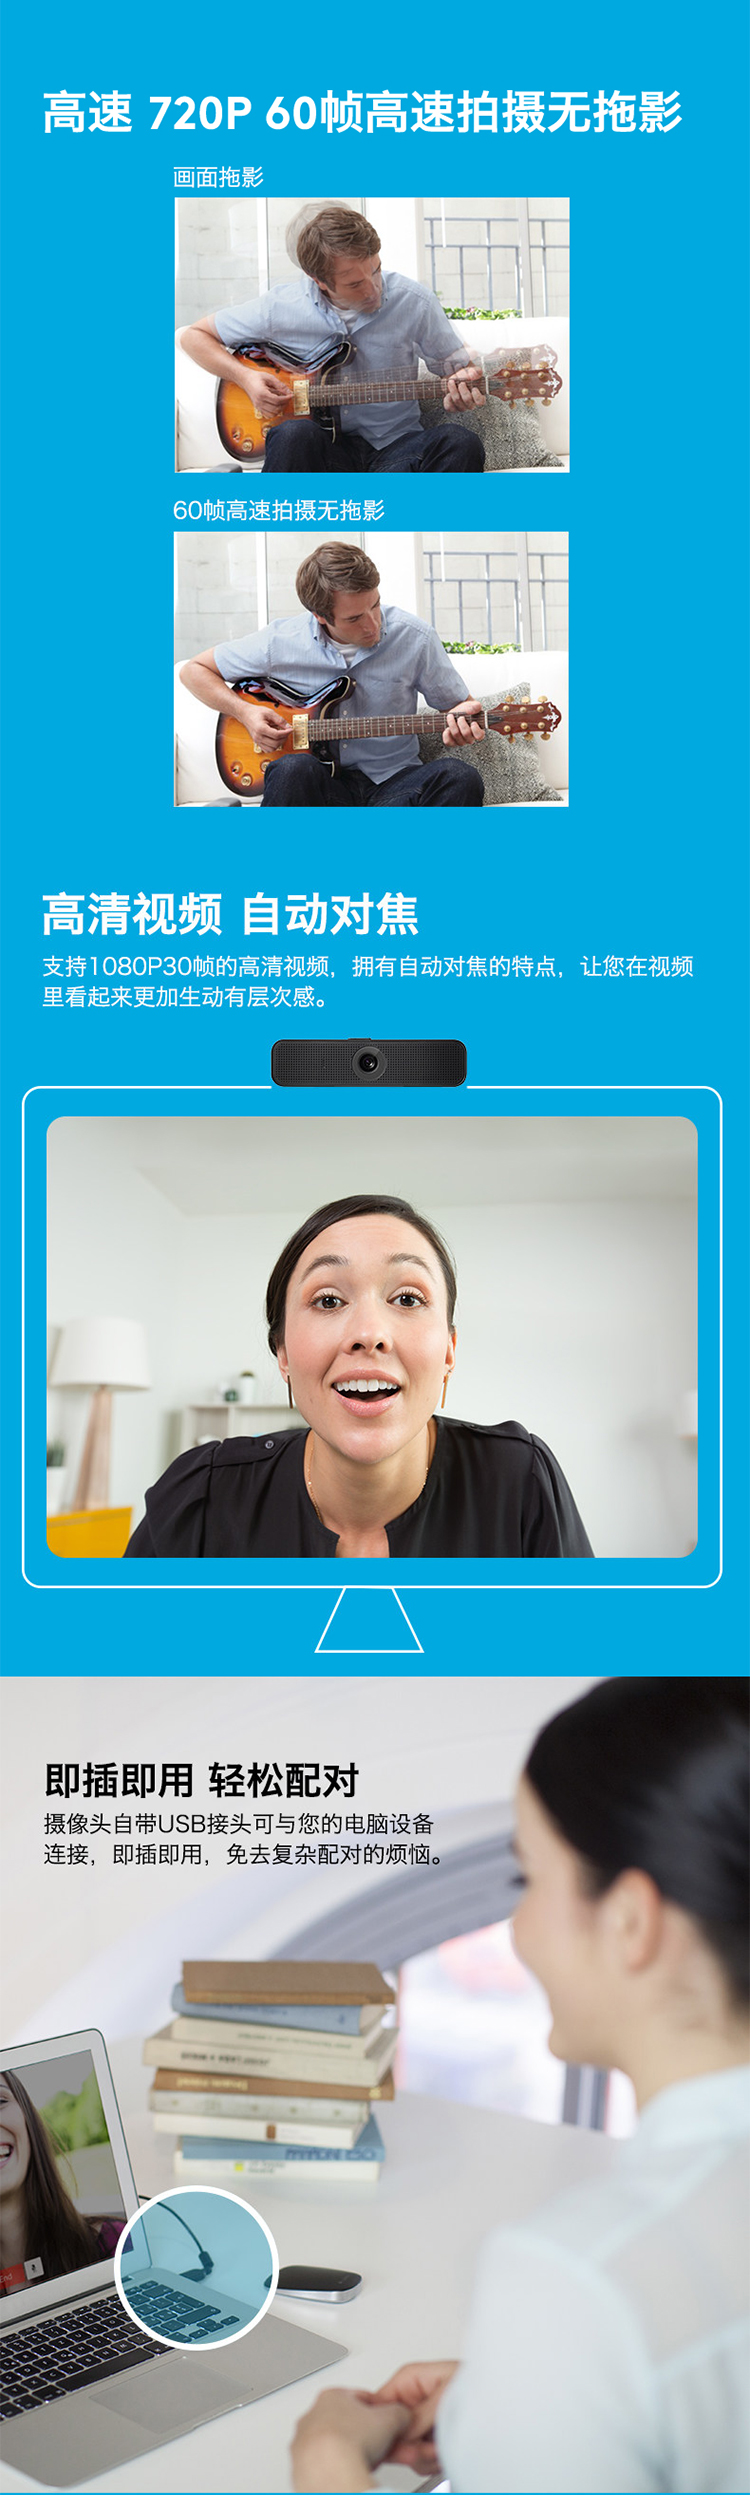 高速 720P 60帧高速拍摄无拖影
画面拖影
60帧高速拍摄无拖影
高清视频 自动对焦
支持1080P30帧的高清视频，拥有自动对焦的特点，让您在视频
里看起来更加生动有层次感。
即插即用 轻松配对
摄像头自带USB接头可与您的电脑设备
连接，即插即用，免去复杂配对的烦恼。
End